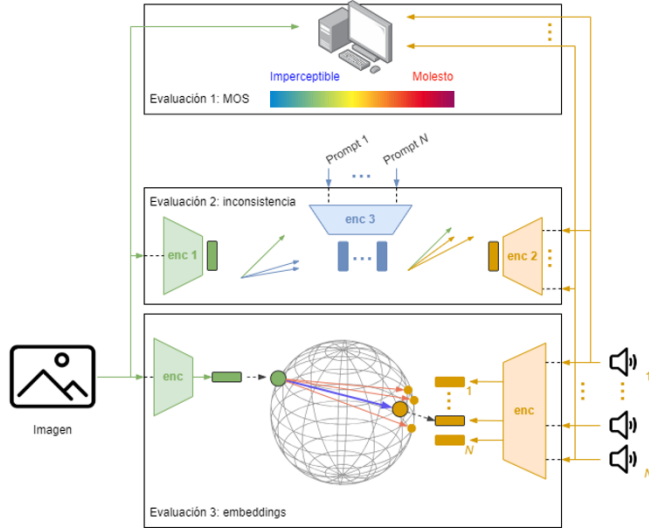 Imperceptible
Molesto
Evaluación 1: MOS
Prompt 1
Prompt N
Evaluación 2: inconsistencia
enc 3
enc 1
enc 2
Imagen
enc
enc
1
N
1
N
Evaluación 3: embeddings